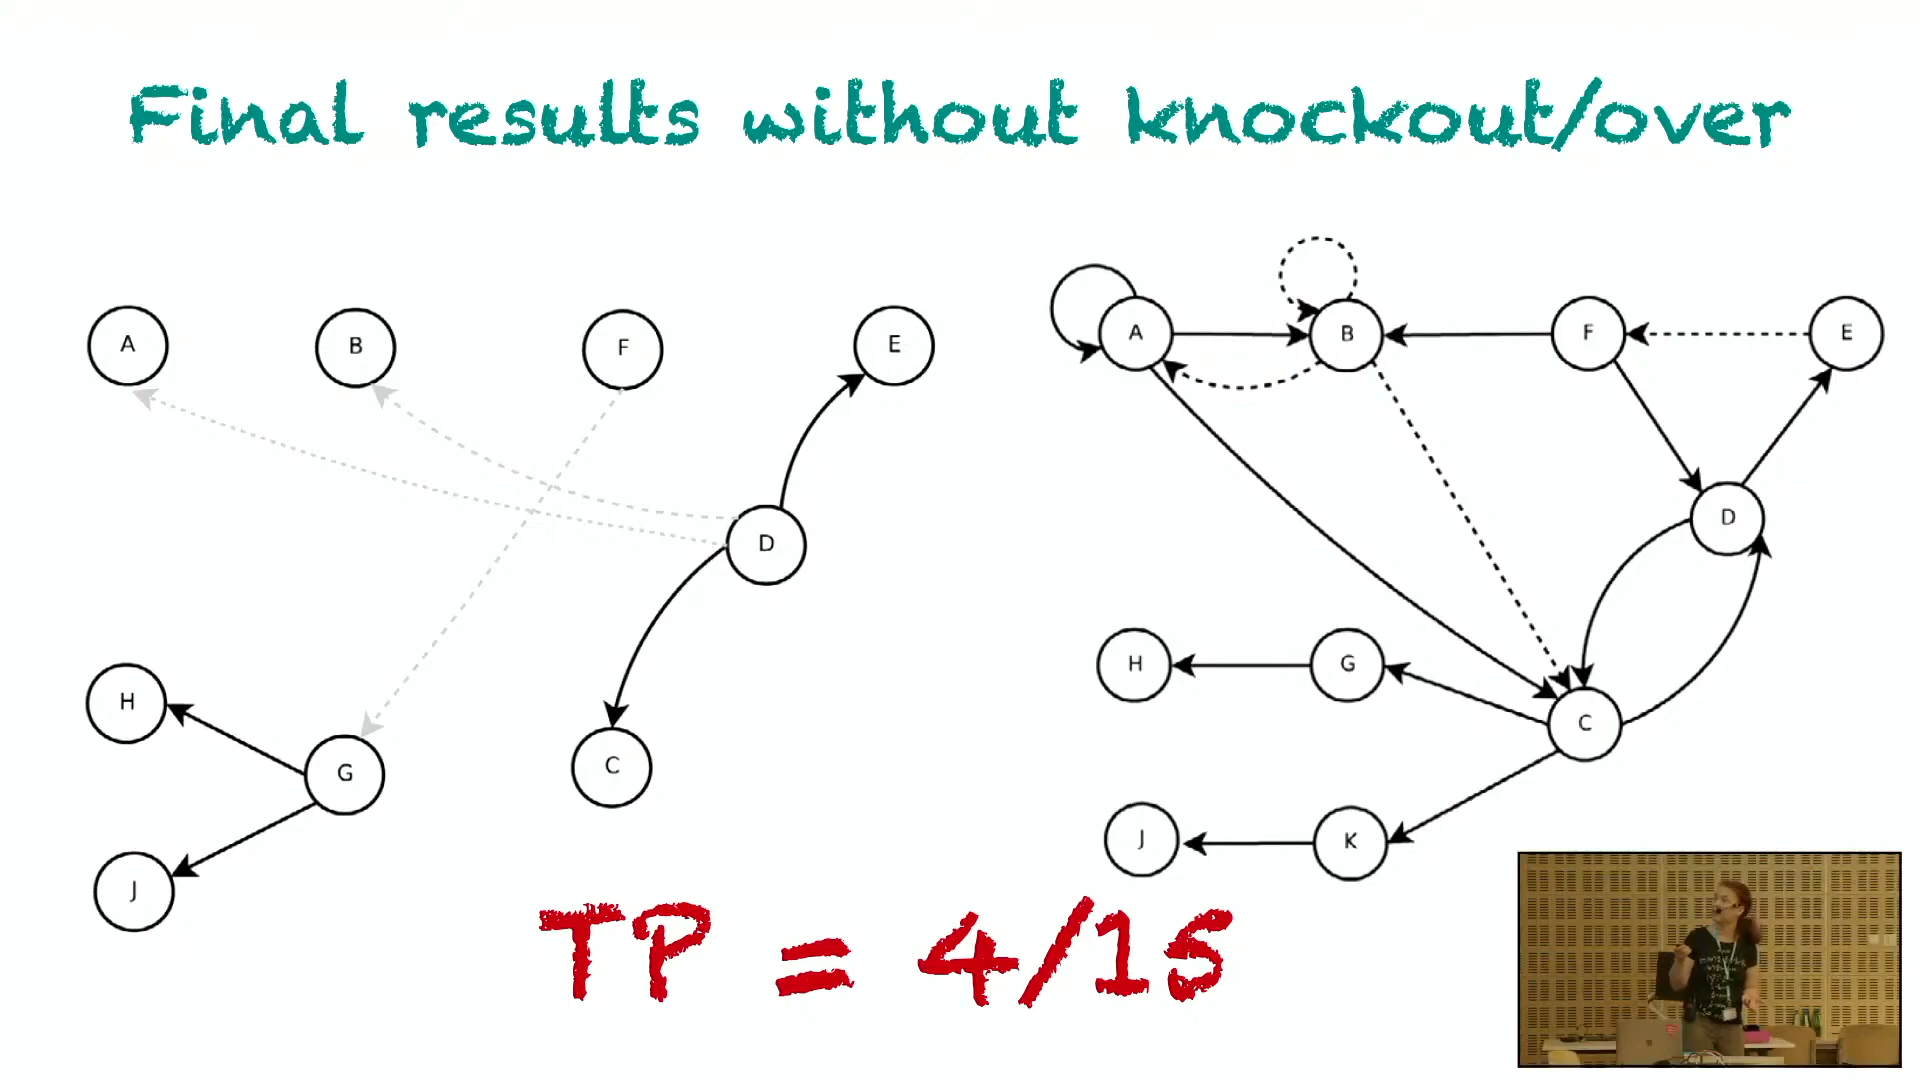 Final results without knockout/over
A
B
F
E
D
H
G
C
J
A
B
F
E
D
H
G
C
J
K
TP = 4/15